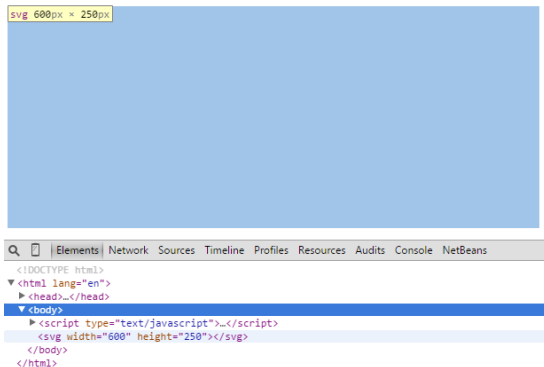 svg 600px × 250px
Elements Network Sources Timeline Profiles Resources Audits Console NetBeans
<!DOCTYPE html>
▼<html lang="en">
▶<head>…</head>
▼<body>
▶<script type="text/javascript">…</script>
<svg width="600" height="250"></svg>
</body>
</html>